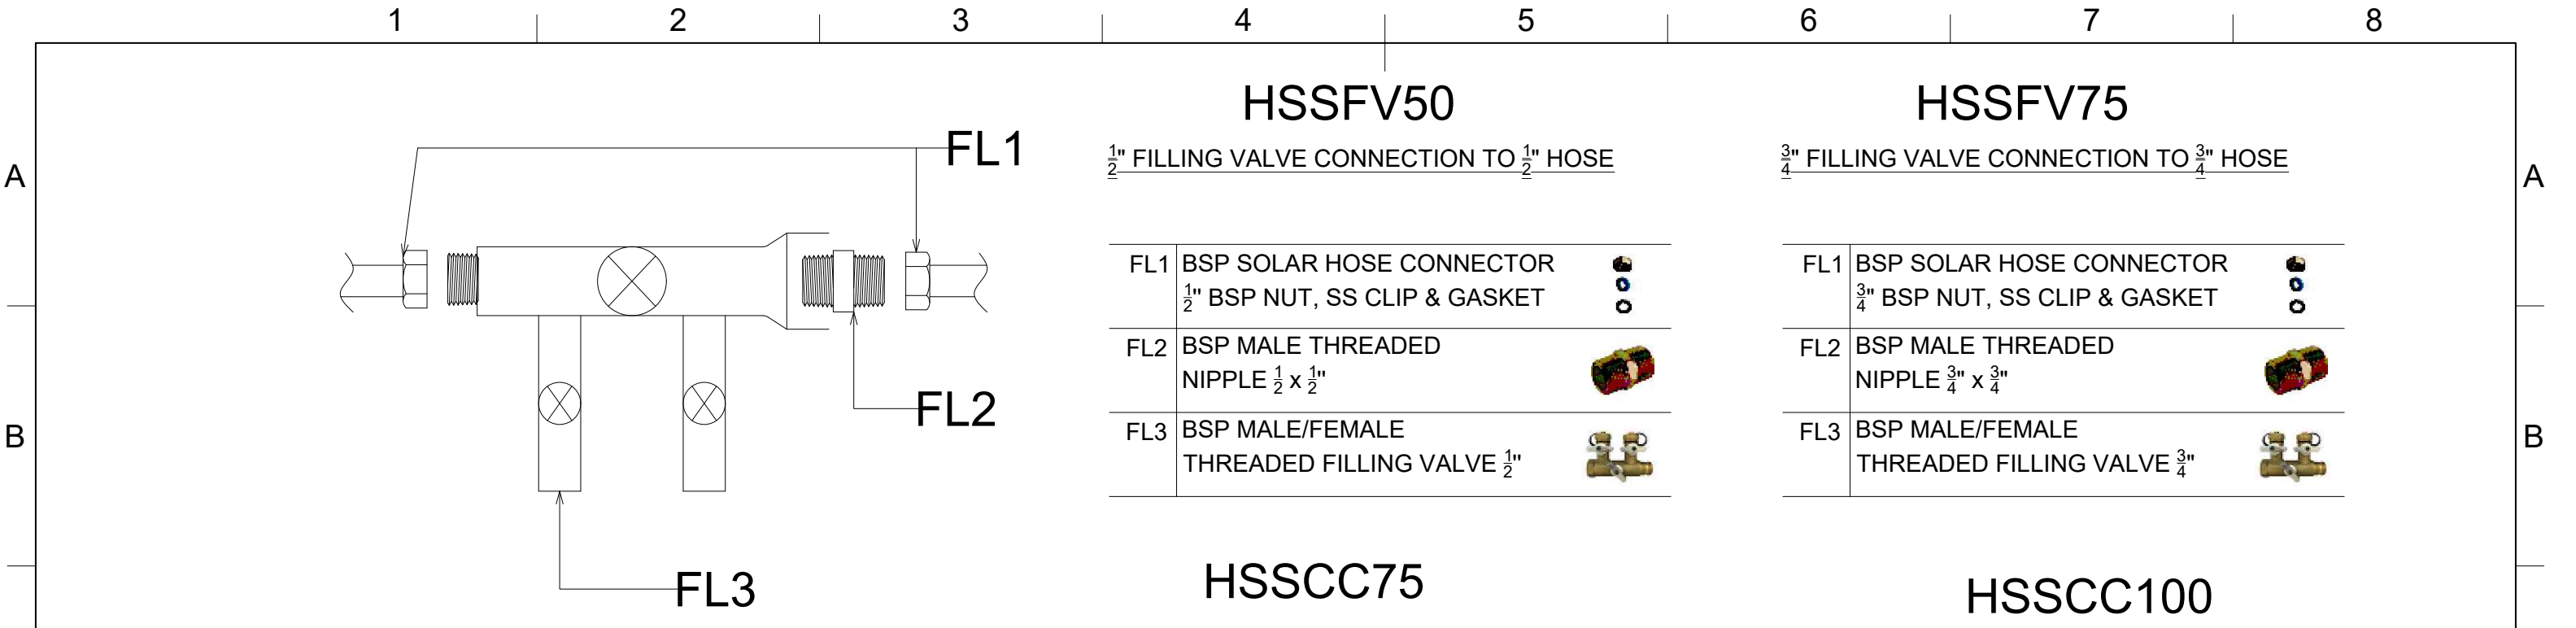 1 2 3 4 5 6 7 8
HSSFV50
HSSFV75
FL1
½" FILLING VALVE CONNECTION TO ½" HOSE
¾" FILLING VALVE CONNECTION TO ¾" HOSE
A
A
FL1 BSP SOLAR HOSE CONNECTOR
½" BSP NUT, SS CLIP & GASKET
FL2 BSP MALE THREADED
NIPPLE ½ x ½"
FL3 BSP MALE/FEMALE
THREADED FILLING VALVE ½"
FL1 BSP SOLAR HOSE CONNECTOR
¾" BSP NUT, SS CLIP & GASKET
FL2 BSP MALE THREADED
NIPPLE ¾" x ¾"
FL3 BSP MALE/FEMALE
THREADED FILLING VALVE ¾"
FL2
B
B
FL3
HSSCC75
HSSCC100